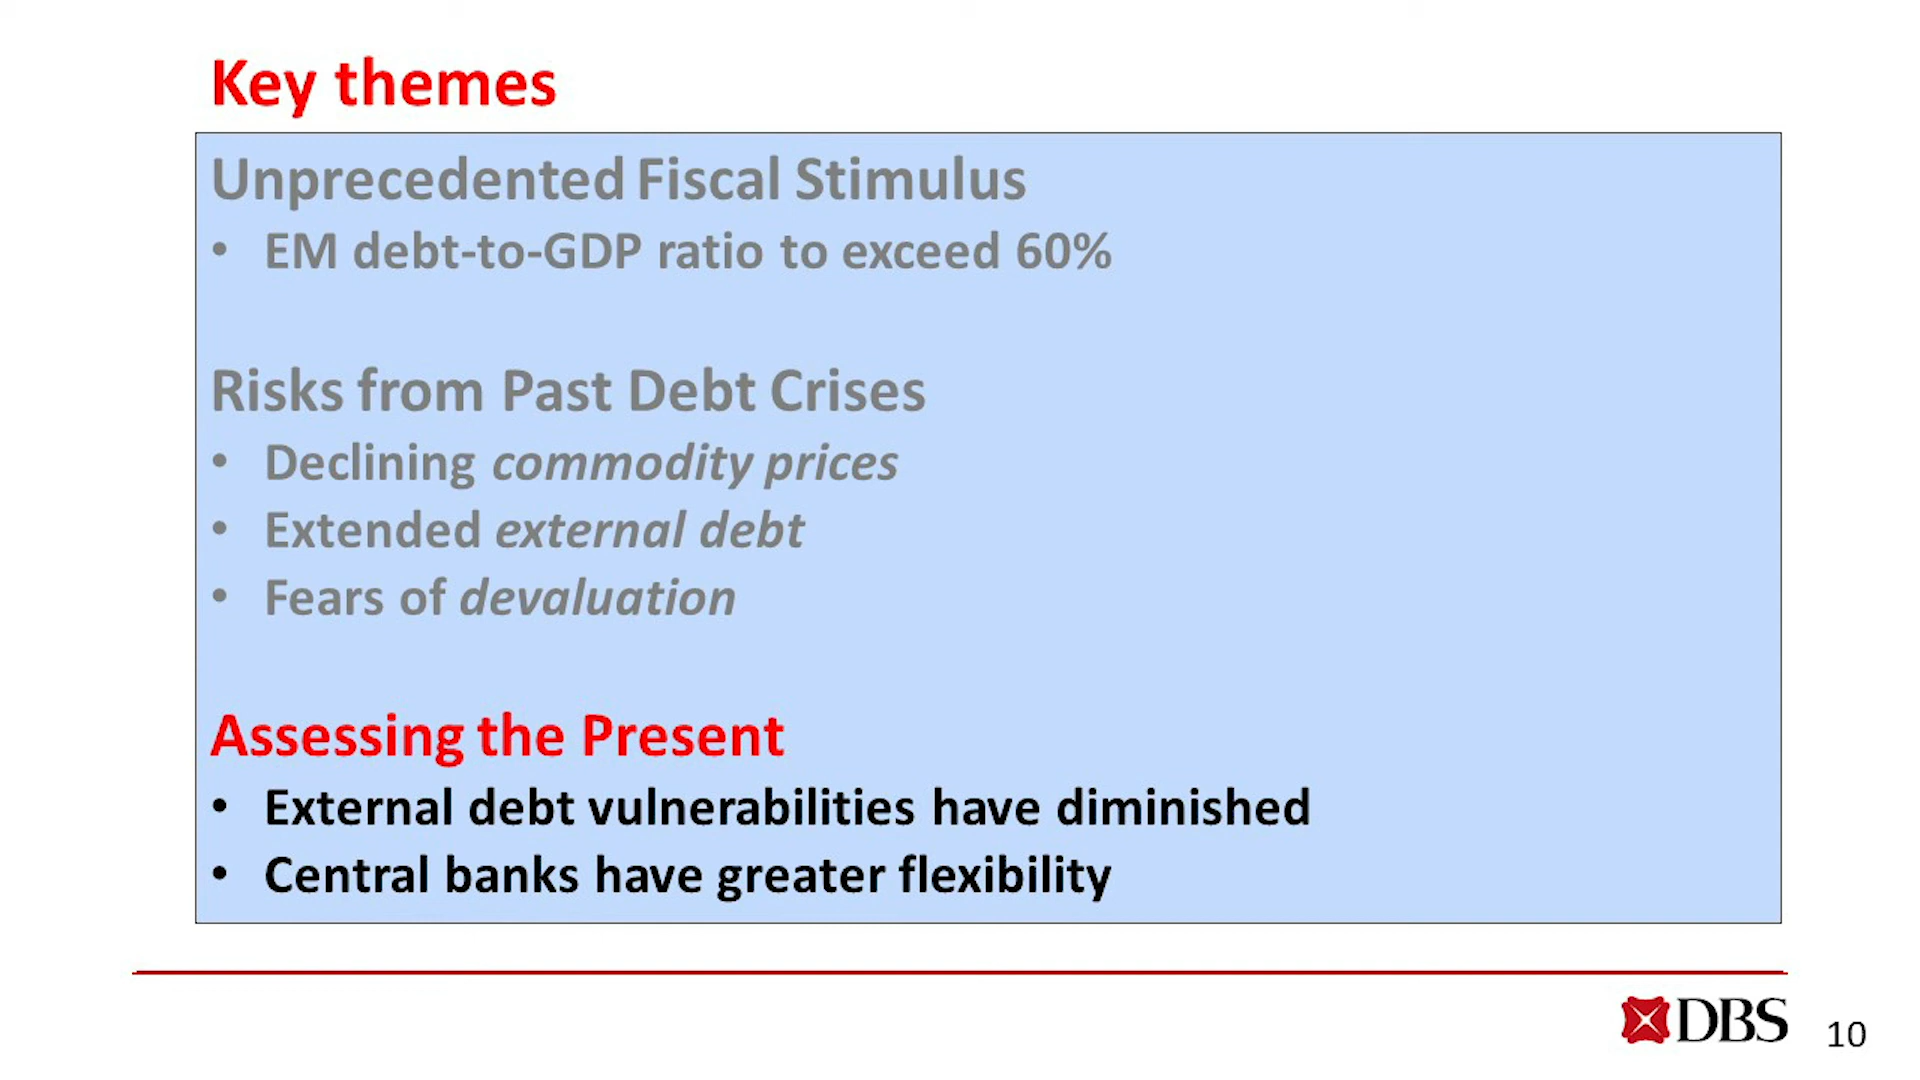 Key themes
Unprecedented Fiscal Stimulus
• EM debt-to-GDP ratio to exceed 60%
Risks from Past Debt Crises
• Declining commodity prices
• Extended external debt
• Fears of devaluation
Assessing the Present
• External debt vulnerabilities have diminished
• Central banks have greater flexibility
DBS
10